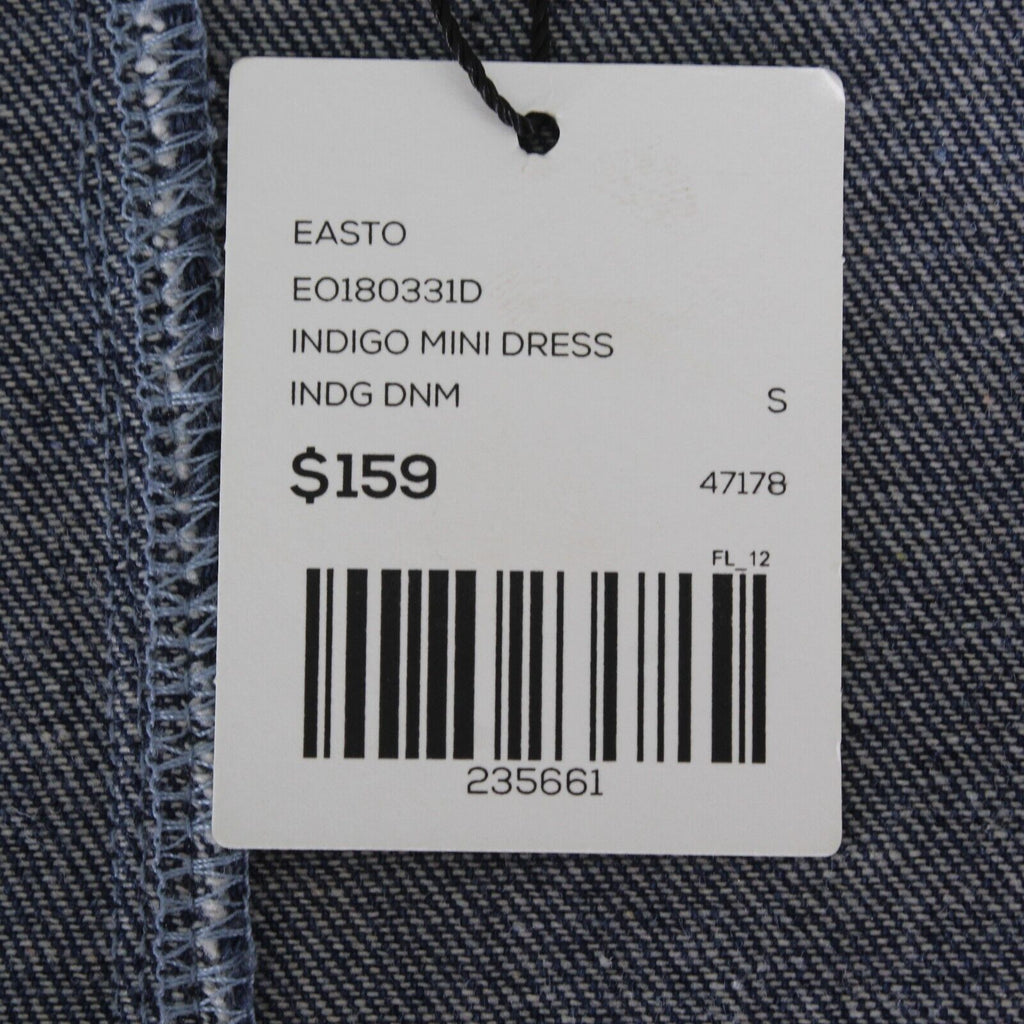 EASTO
EO180331D
INDIGO MINI DRESS
INDG DNM S
$159 47178
FL_12
235661